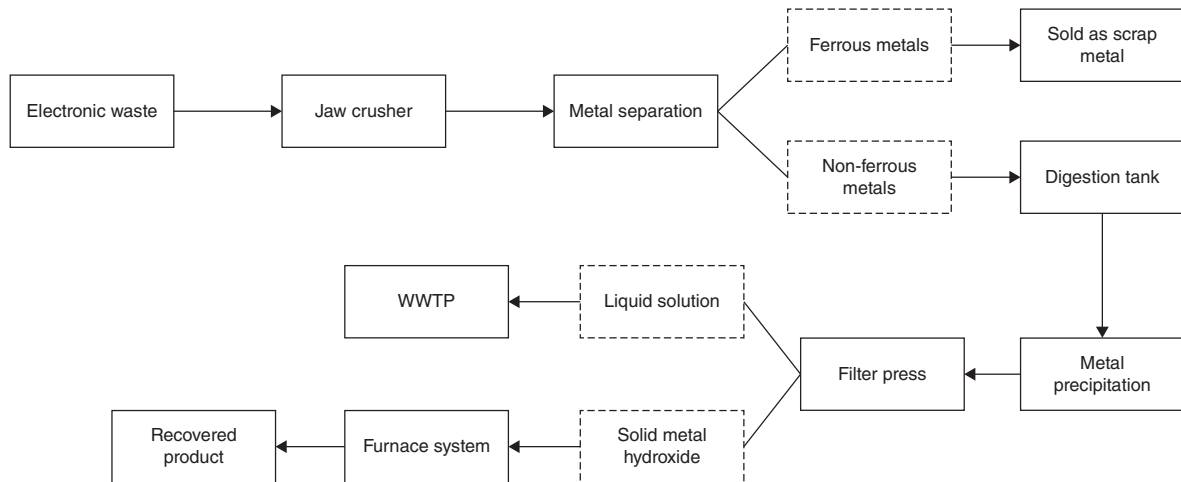 Ferrous metals
Sold as scrap
metal
Electronic waste
Jaw crusher
Metal separation
Non-ferrous
metals
Digestion tank
WWTP
Liquid solution
Filter press
Metal
precipitation
Recovered
product
Furnace system
Solid metal
hydroxide